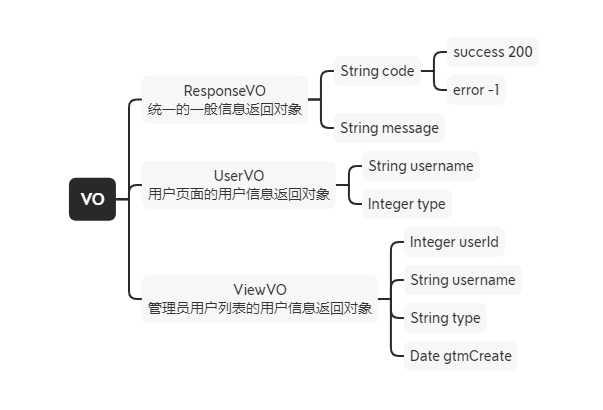 VO
ResponseVO
统一的一般信息返回对象
String code
success 200
error -1
String message
UserVO
用户页面的用户信息返回对象
String username
Integer type
ViewVO
管理员用户列表的用户信息返回对象
Integer userId
String username
String type
Date gtmCreate